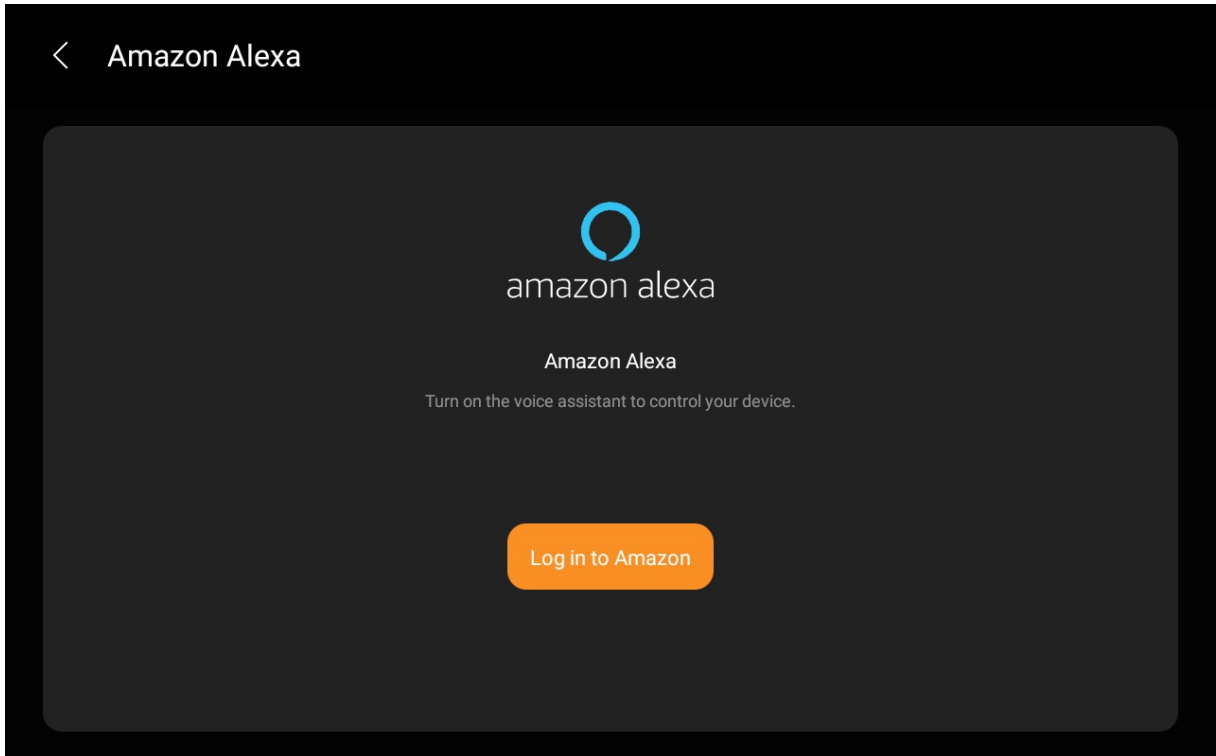 Amazon Alexa
amazon alexa
Amazon Alexa
Turn on the voice assistant to control your device.
Log in to Amazon